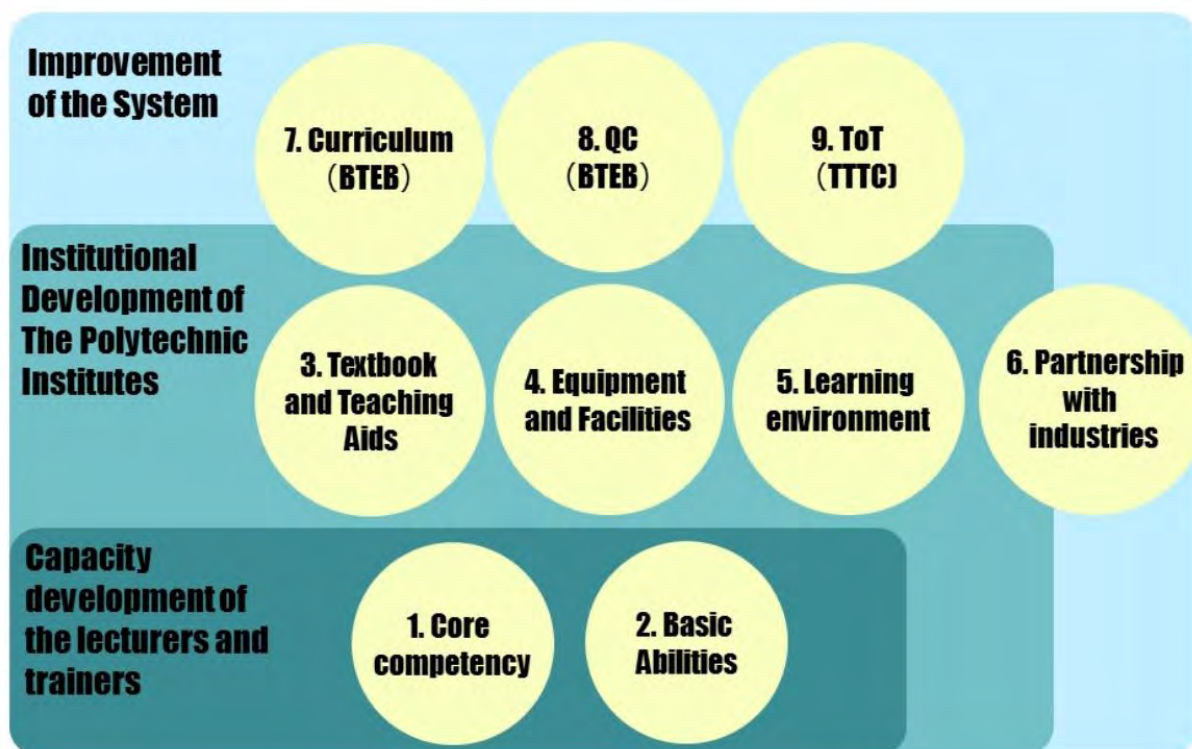 Improvement
of the System
7. Curriculum
（BTEB）
8. QC
（BTEB）
9. ToT
（TTTC)
Institutional
Development of
The Polytechnic
Institutes
3. Textbook
and Teaching
Aids
4. Equipment
and Facilities
5. Learning
environment
6. Partnership
with
industries
Capacity
development of
the lecturers and
trainers
1. Core
competency
2. Basic
Abilities